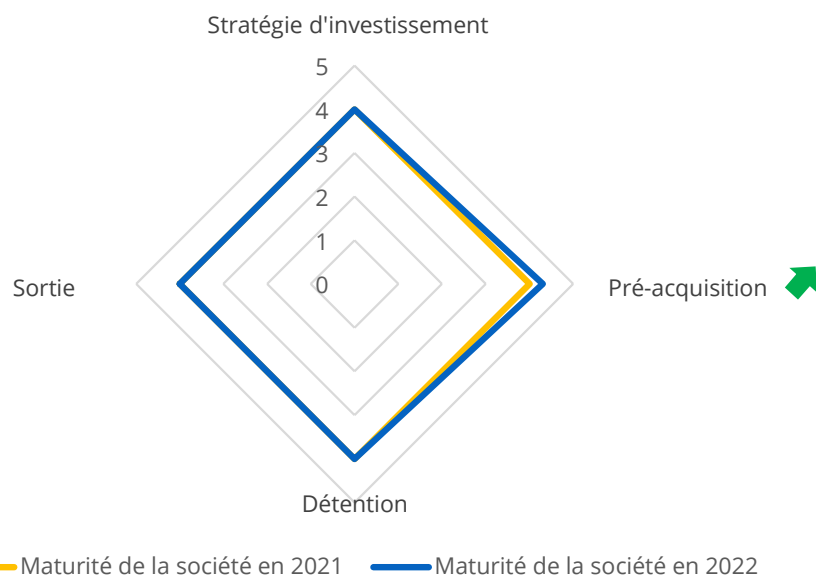 Stratégie d'investissement
5
4
3
2
1
0
Sortie
Pré-acquisition
Détention
Maturité de la société en 2021
Maturité de la société en 2022